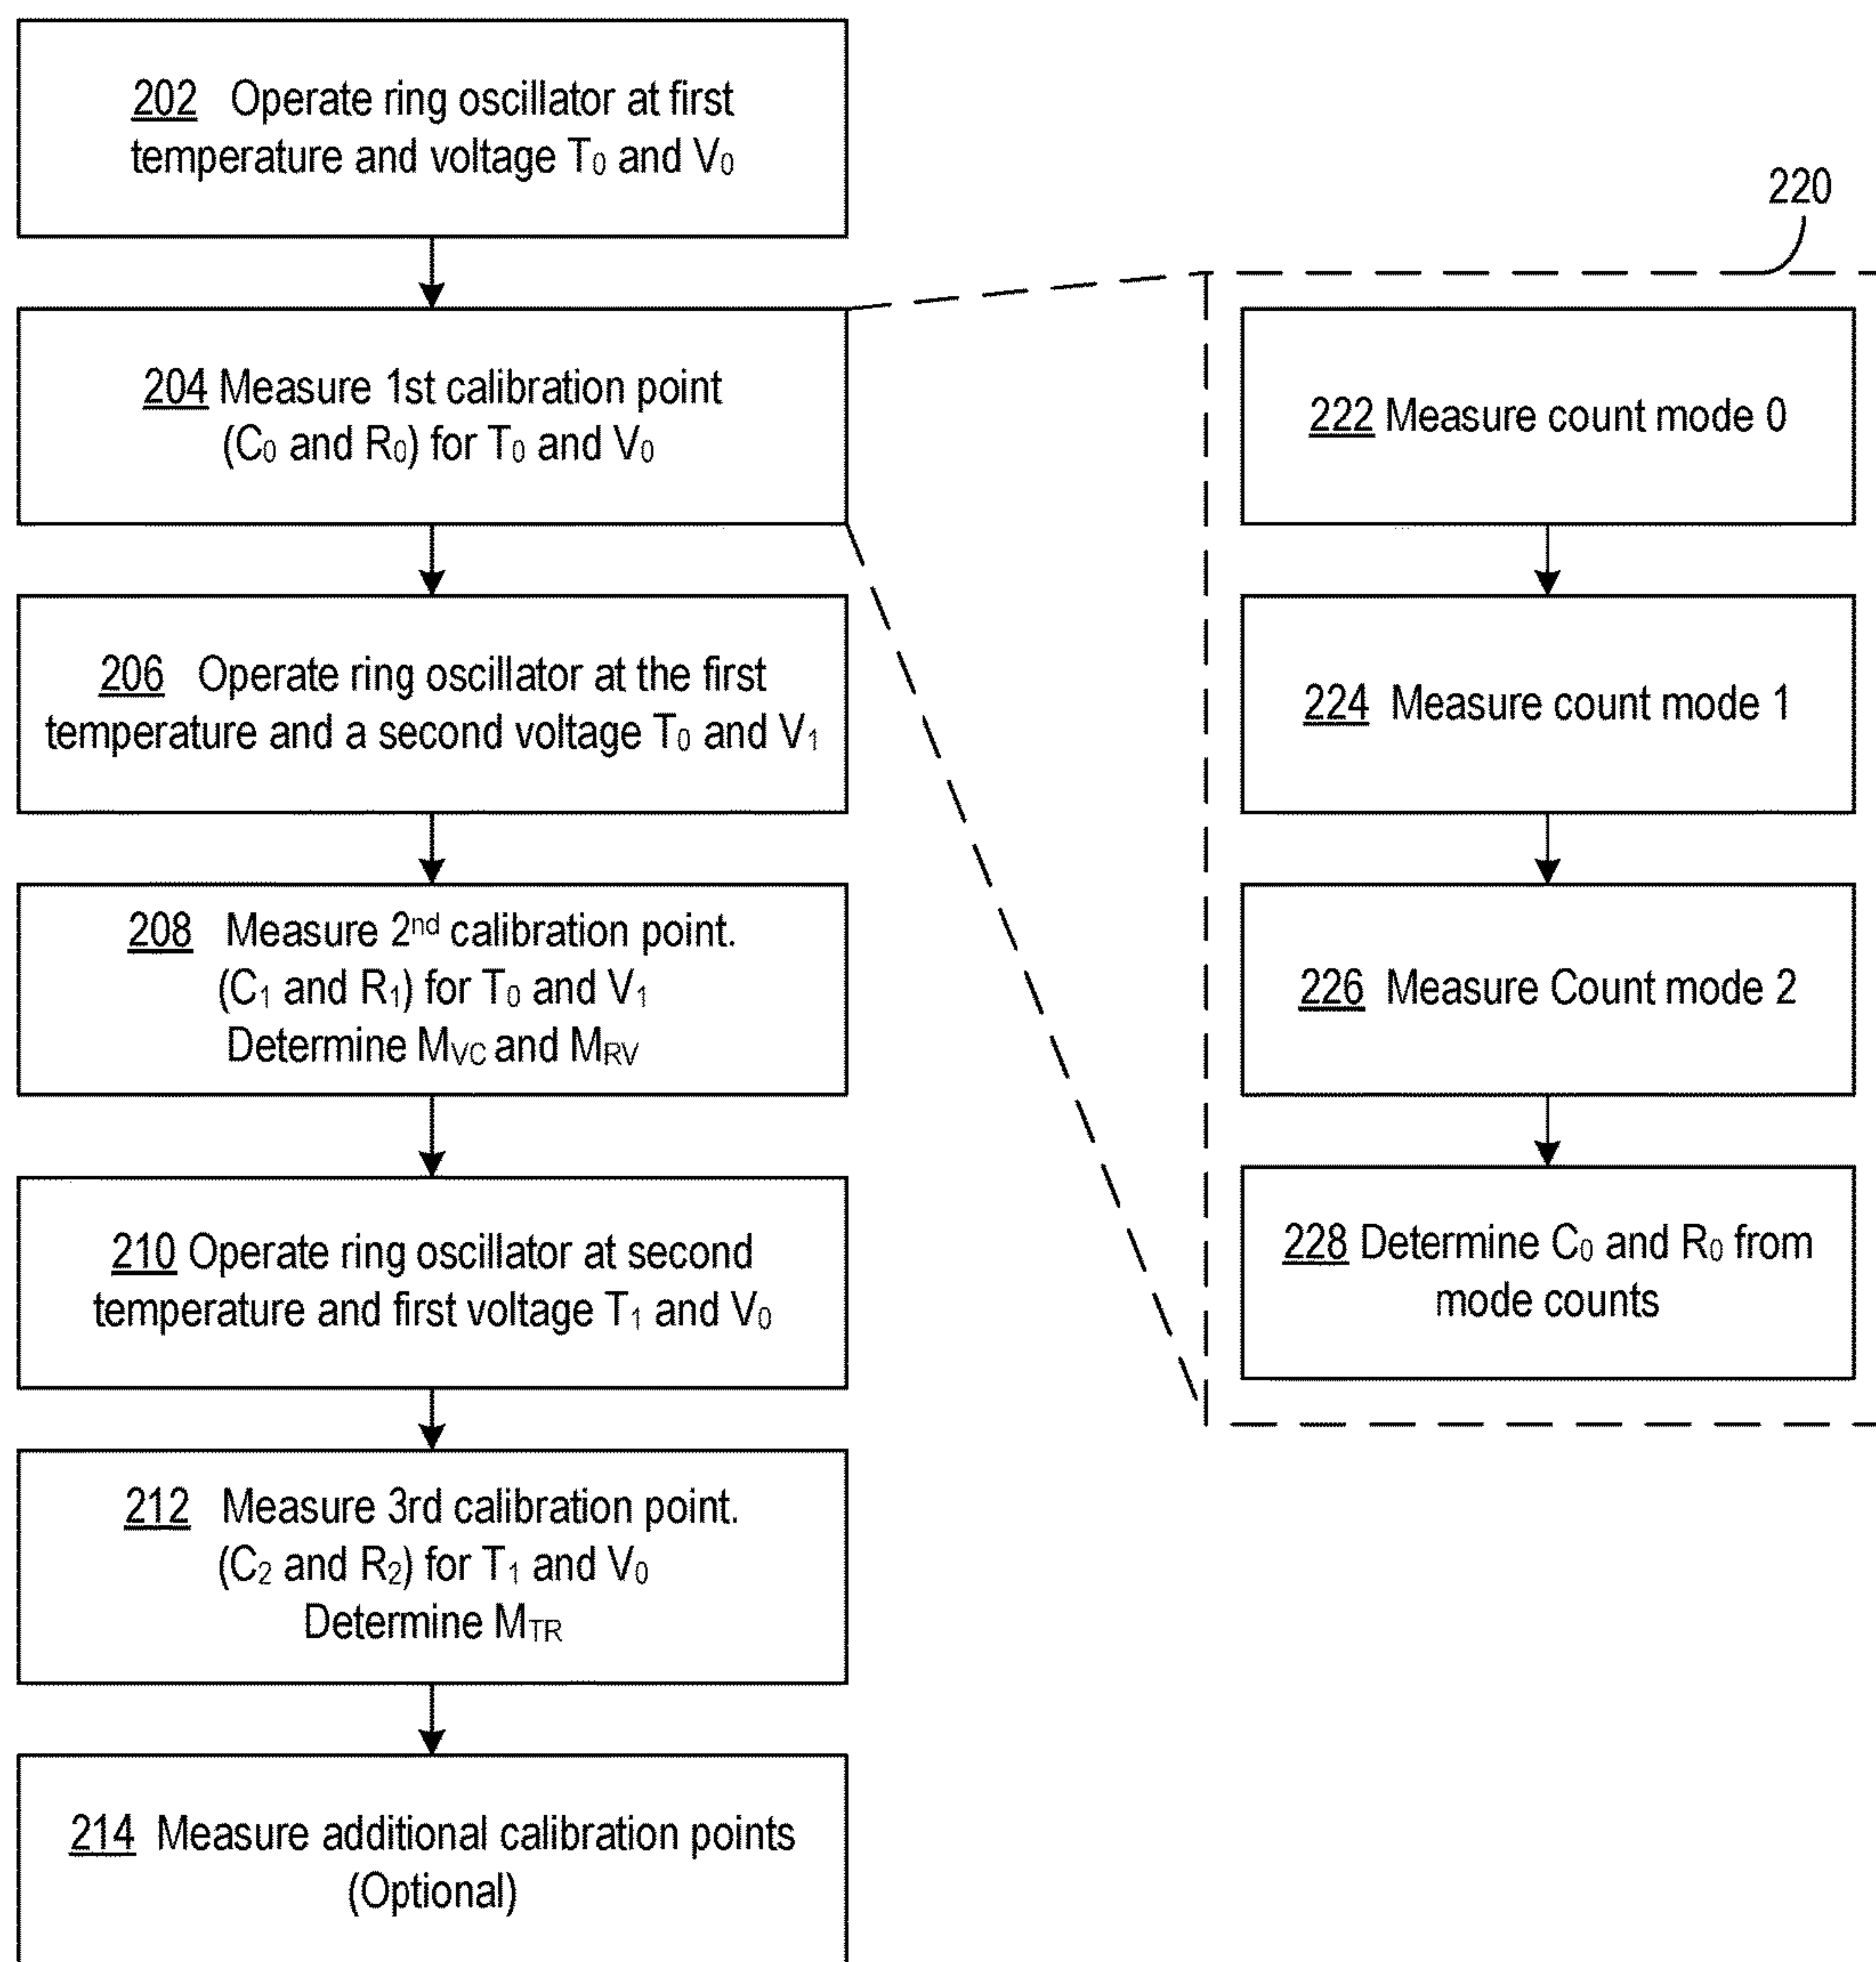 202 Operate ring oscillator at first
temperature and voltage T₀ and V₀
204 Measure 1st calibration point
(C₀ and R₀) for T₀ and V₀
206 Operate ring oscillator at the first
temperature and a second voltage T₀ and V₁
208 Measure 2ⁿᵈ calibration point.
(C₁ and R₁) for T₀ and V₁
Determine MVC and MRV
210 Operate ring oscillator at second
temperature and first voltage T₁ and V₀
212 Measure 3rd calibration point.
(C₂ and R₂) for T₁ and V₀
Determine MTR
214 Measure additional calibration points
(Optional)
220
222 Measure count mode 0
224 Measure count mode 1
226 Measure Count mode 2
228 Determine C₀ and R₀ from
mode counts